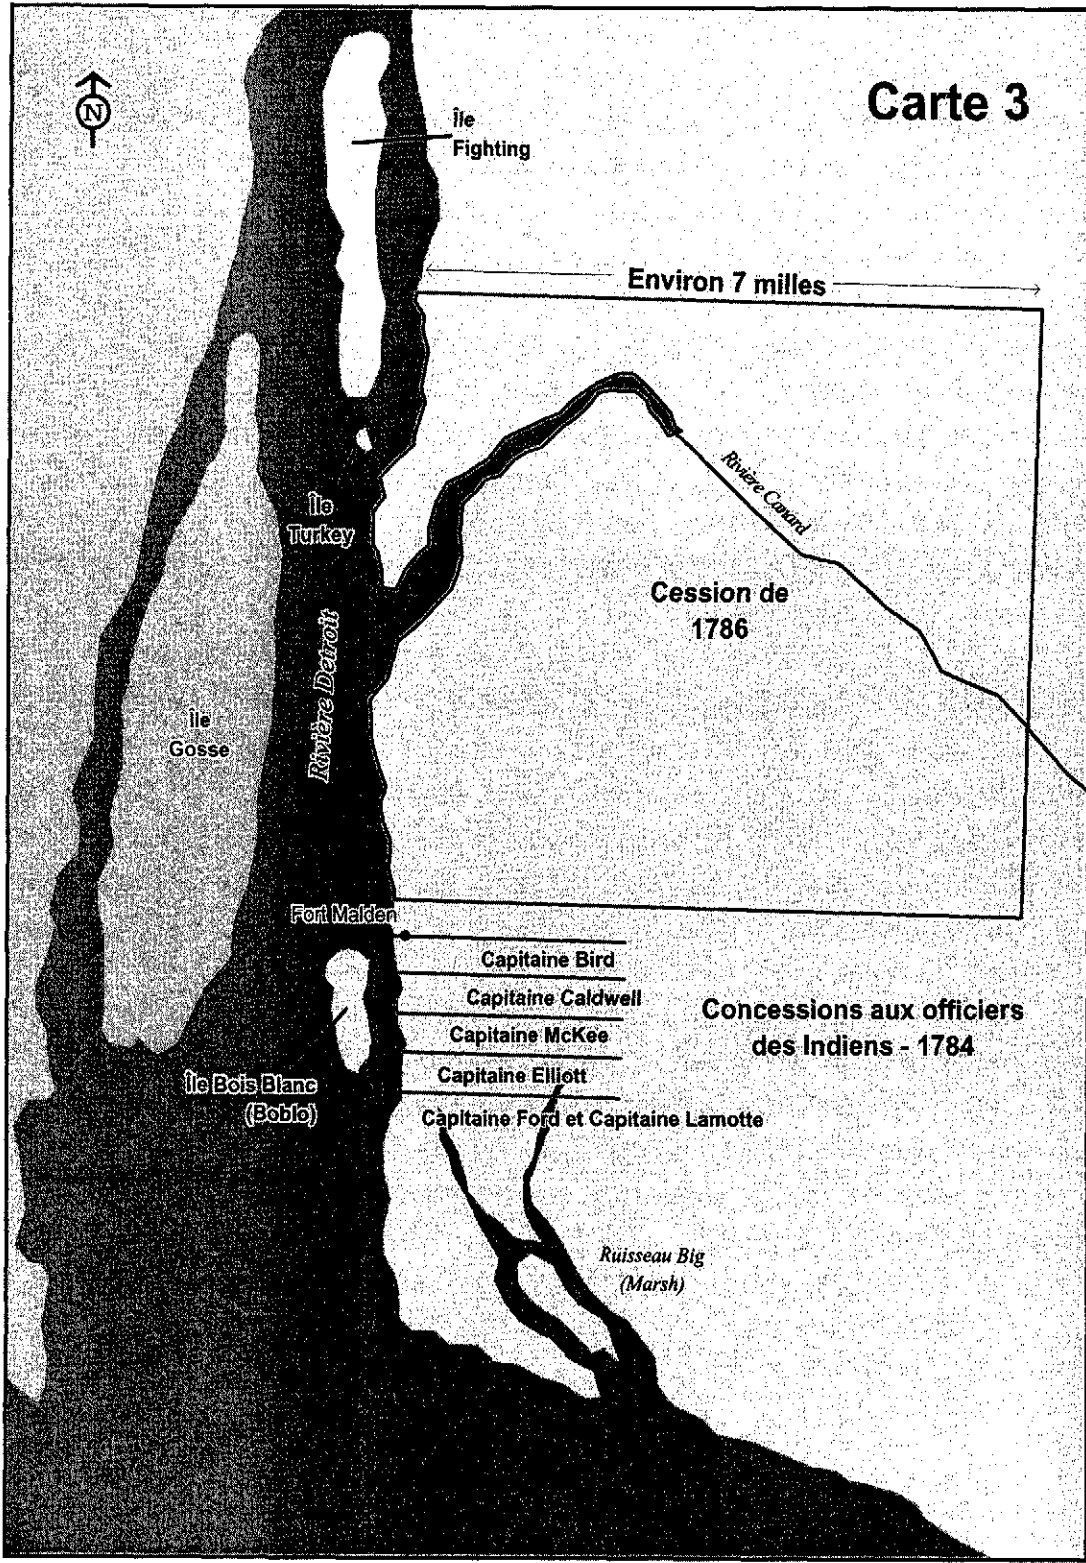 Carte 3
N
Île
Fighting
Environ 7 milles
Rivière Canard
Île
Turkey
Cession de
1786
Rivière Detroit
Île
Gosse
Fort Malden
Capitaine Bird
Capitaine Caldwell
Capitaine McKee
Capitaine Elliott
Capitaine Ford et Capitaine Lamotte
Concessions aux officiers
des Indiens - 1784
Île Bois Blanc
(Boblo)
Ruisseau Big
(Marsh)